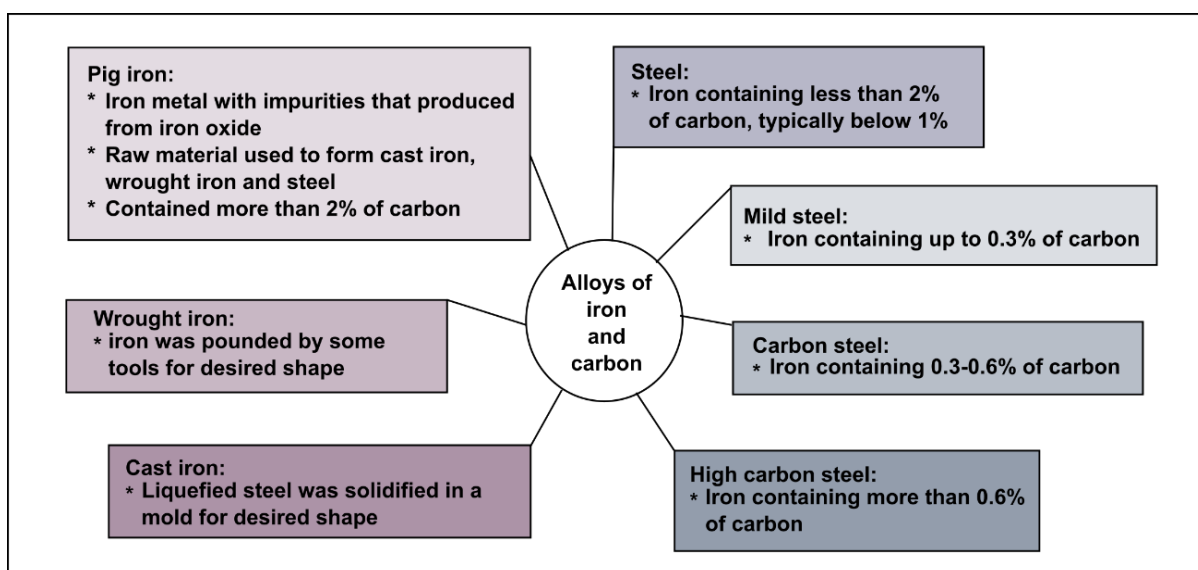 Pig iron:
* Iron metal with impurities that produced
from iron oxide
* Raw material used to form cast iron,
wrought iron and steel
* Contained more than 2% of carbon
Steel:
* Iron containing less than 2%
of carbon, typically below 1%
Mild steel:
* Iron containing up to 0.3% of carbon
Alloys of
iron
and
carbon
Wrought iron:
* iron was pounded by some
tools for desired shape
Carbon steel:
* Iron containing 0.3-0.6% of carbon
Cast iron:
* Liquefied steel was solidified in a
mold for desired shape
High carbon steel:
* Iron containing more than 0.6%
of carbon